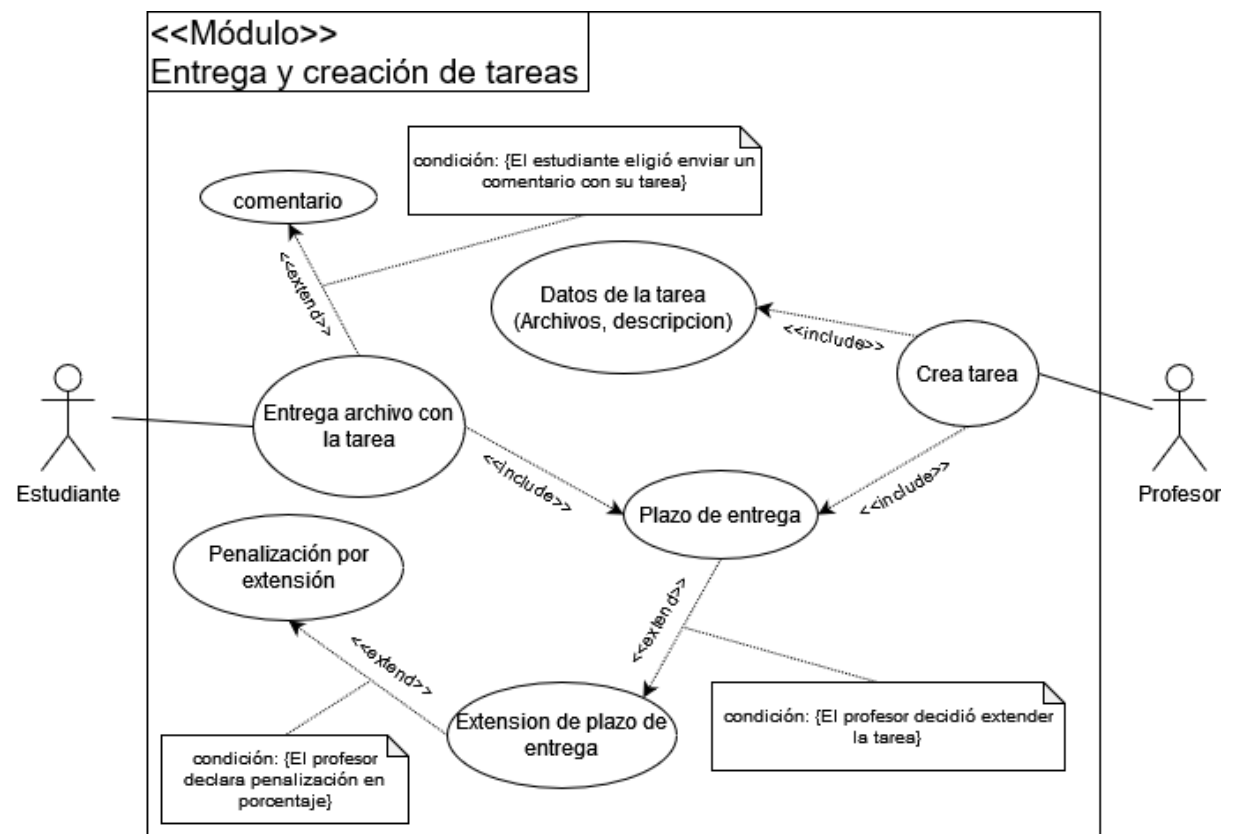 <<Módulo>>
Entrega y creación de tareas
condición: {El estudiante eligió enviar un
comentario con su tarea}
comentario
<<extend>>
Datos de la tarea
(Archivos, descripcion)
<<include>>
Crea tarea
Entrega archivo con
la tarea
Estudiante
Profesor
<<include>>
<<include>>
Plazo de entrega
Penalización por
extensión
<<extend>>
<<extend>>
Extension de plazo de
entrega
condición: {El profesor decidió extender
la tarea}
condición: {El profesor
declara penalización en
porcentaje}